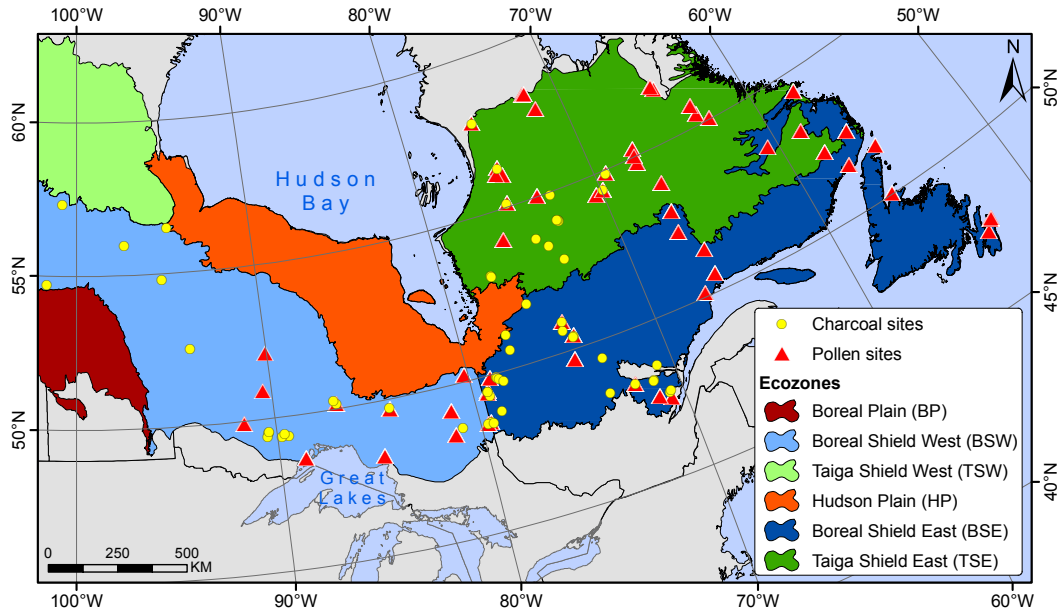 100°W 90°W 80°W 70°W 60°W 50°W
N
60°N
50°N
Hudson
Bay
55°N
45°N
Charcoal sites
Pollen sites
Ecozones
Boreal Plain (BP)
50°N
Boreal Shield West (BSW)
Taiga Shield West (TSW)
40°N
Great
Lakes
Hudson Plain (HP)
Boreal Shield East (BSE)
0 250 500
KM
Taiga Shield East (TSE)
100°W 90°W 80°W 70°W 60°W